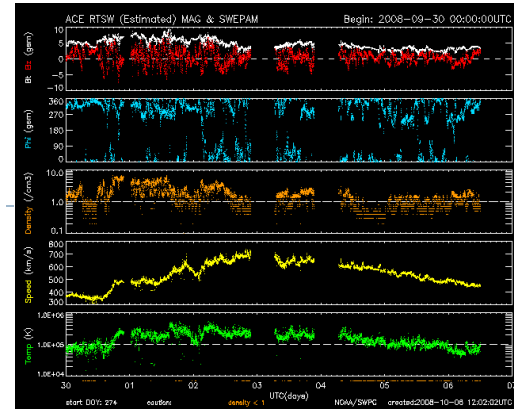 ACE RTSW (Estimated) MAG & SWEPAM Begin: 2008-09-30 00:00:00UTC
Bt Bz (gsm)
10
5
0
-5
-10
Phi (gsm)
360
270
180
90
0
Density (/cm3)
10.0
1.0
0.1
Speed (km/s)
800
700
600
500
400
300
Temp (K)
1.0E+06
1.0E+05
1.0E+04
30 01 02 03 04 05 06 07
UTC(days)
start DOY: 274 caution: density < 1 NOAA/SWPC created:2008-10-06 12:02:02UTC